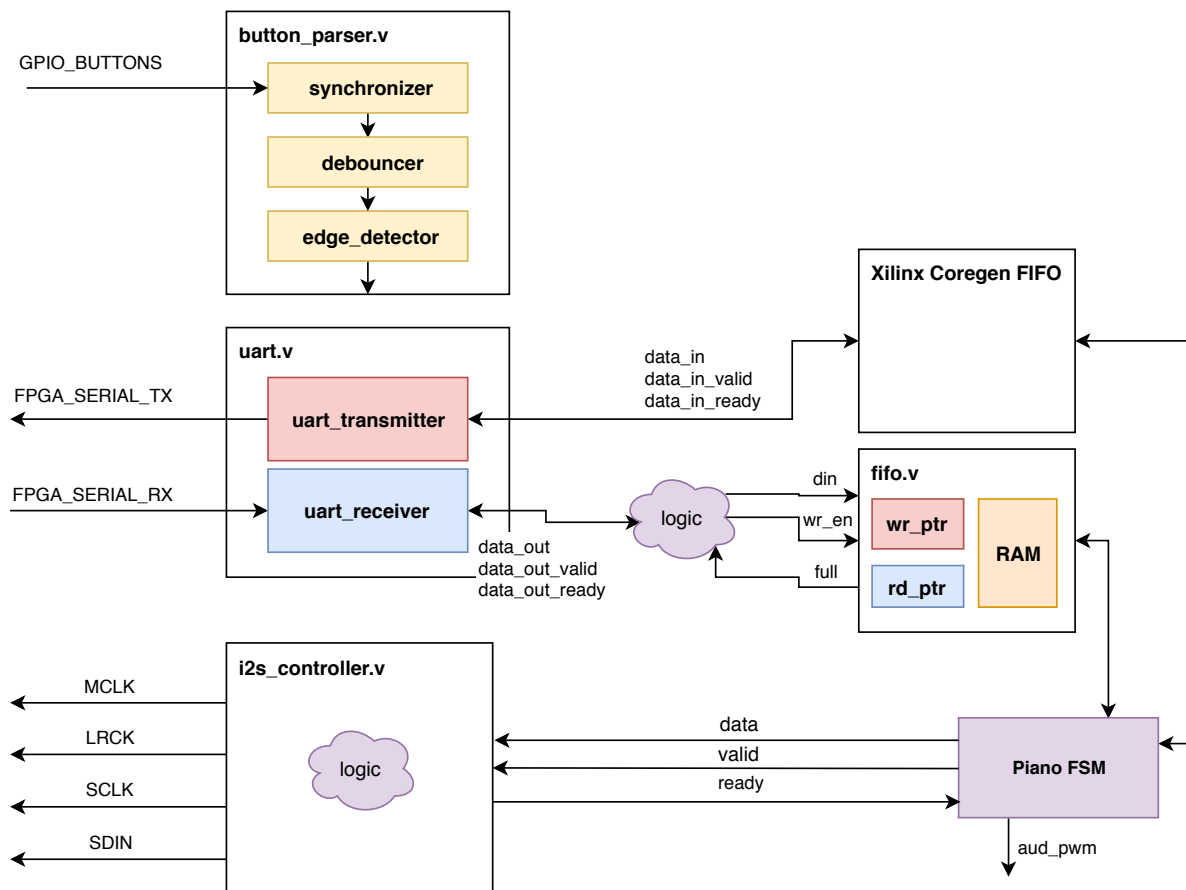 button_parser.v
GPIO_BUTTONS
synchronizer
debouncer
edge_detector
Xilinx Coregen FIFO
uart.v
data_in
data_in_valid
data_in_ready
FPGA_SERIAL_TX
uart_transmitter
FPGA_SERIAL_RX
uart_receiver
data_out
data_out_valid
data_out_ready
logic
din
wr_en
full
fifo.v
wr_ptr
rd_ptr
RAM
i2s_controller.v
MCLK
LRCK
SCLK
SDIN
logic
data
valid
ready
Piano FSM
aud_pwm